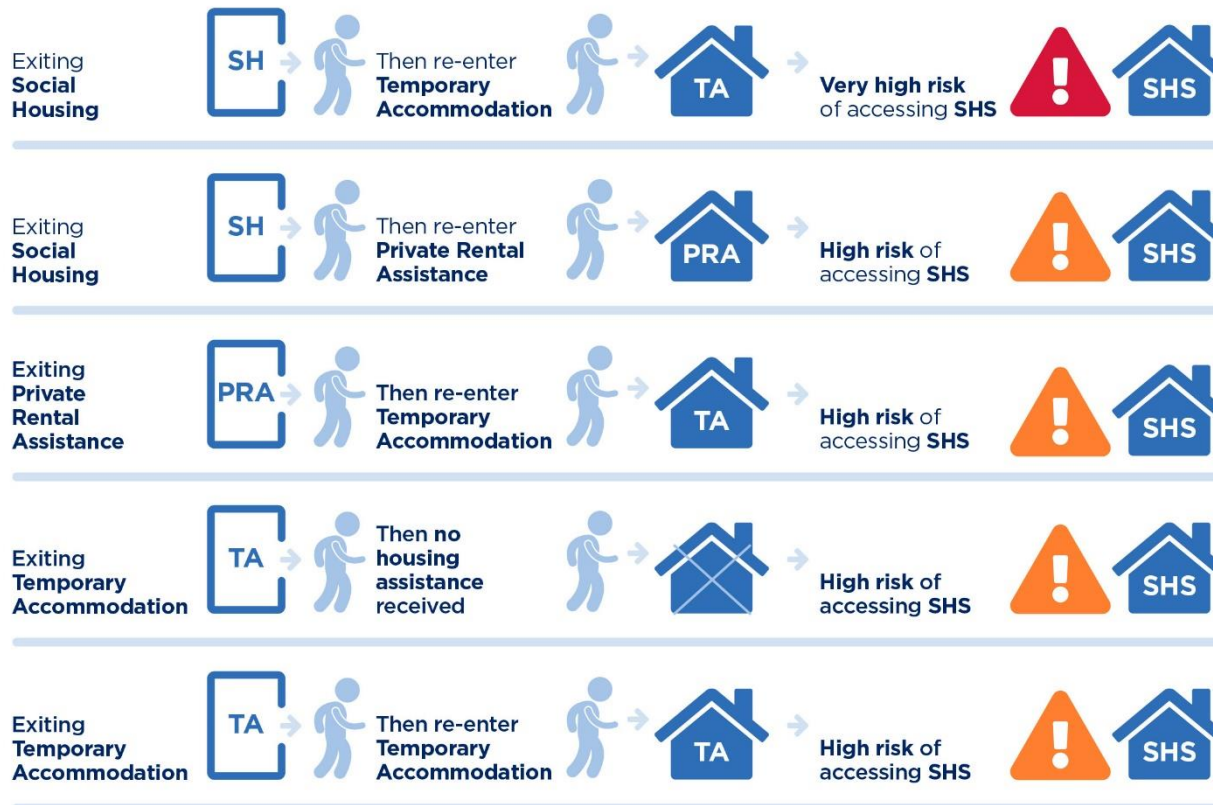 Exiting
Social
Housing
SH
Then re-enter
Temporary
Accommodation
TA
Very high risk
of accessing SHS
!
SHS
Exiting
Social
Housing
SH
Then re-enter
Private Rental
Assistance
PRA
High risk of
accessing SHS
!
SHS
Exiting
Private
Rental
Assistance
PRA
Then re-enter
Temporary
Accommodation
TA
High risk of
accessing SHS
!
SHS
Exiting
Temporary
Accommodation
TA
Then no
housing
assistance
received
High risk of
accessing SHS
!
SHS
Exiting
Temporary
Accommodation
TA
Then re-enter
Temporary
Accommodation
TA
High risk of
accessing SHS
!
SHS